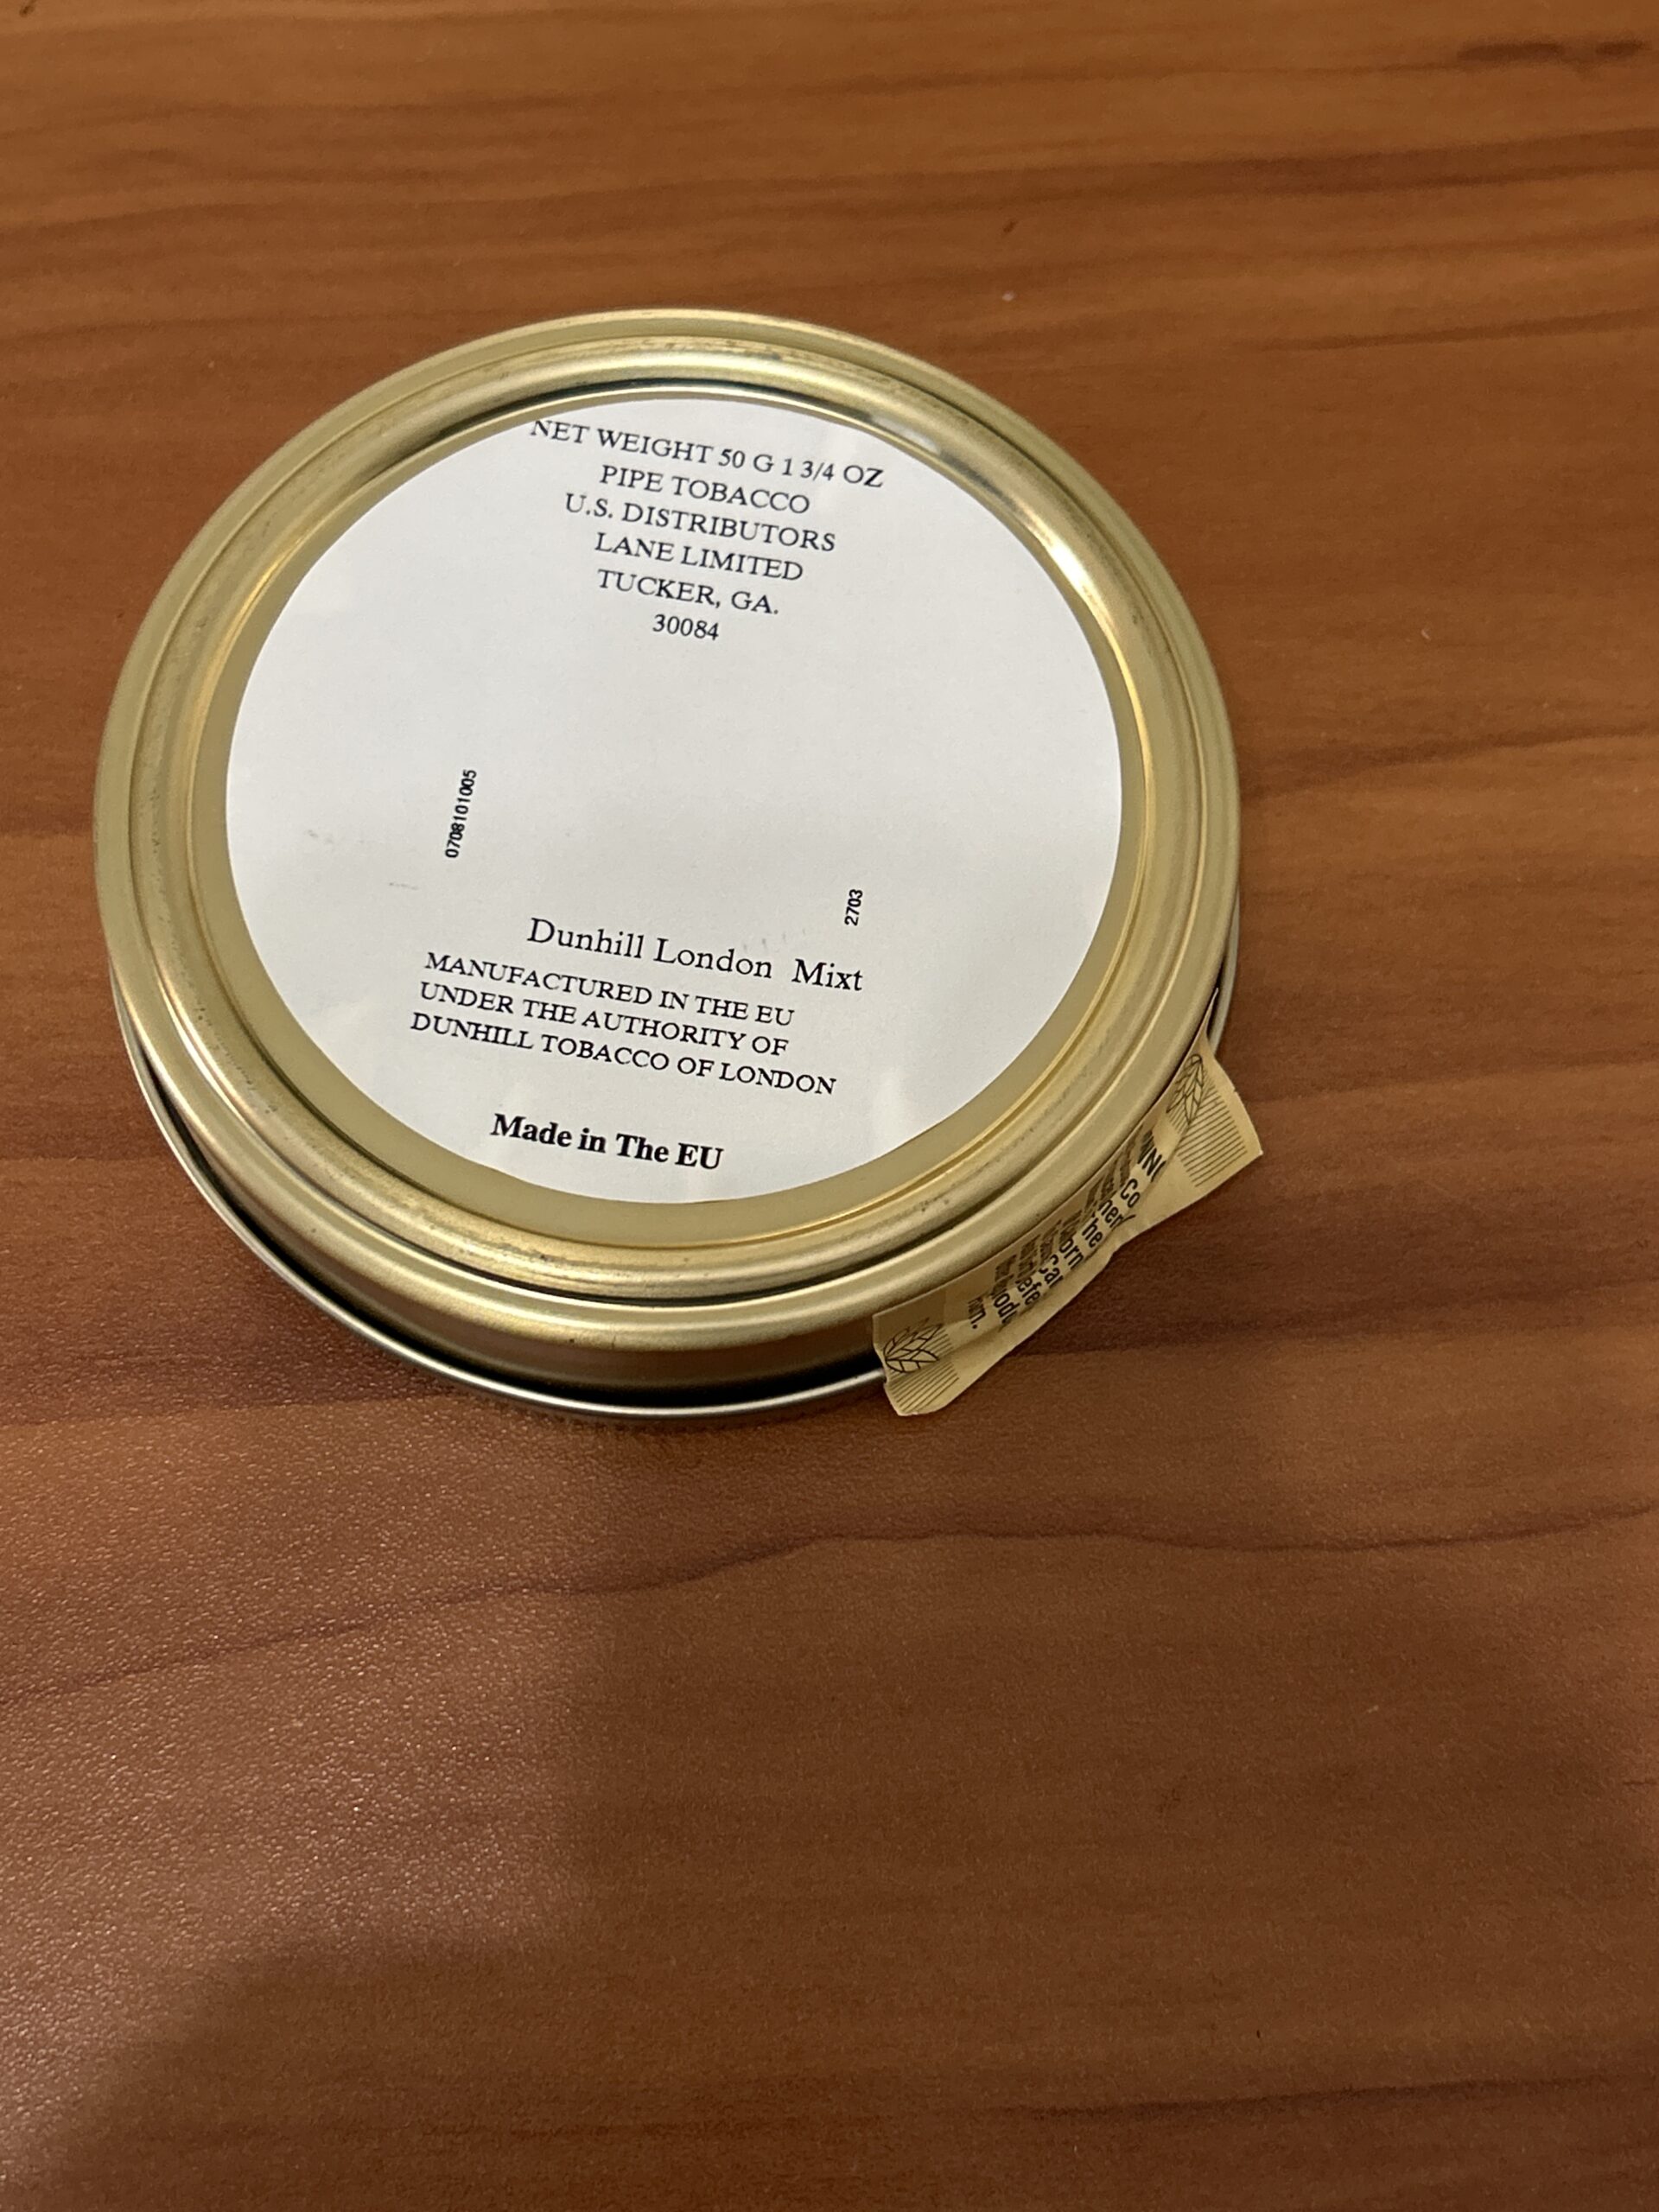 NET WEIGHT 50 G 1 3/4 OZ
PIPE TOBACCO
U.S. DISTRIBUTORS
LANE LIMITED
TUCKER, GA.
30084
0708101005
2703
Dunhill London Mixt
MANUFACTURED IN THE EU
UNDER THE AUTHORITY OF
DUNHILL TOBACCO OF LONDON
Made in The EU